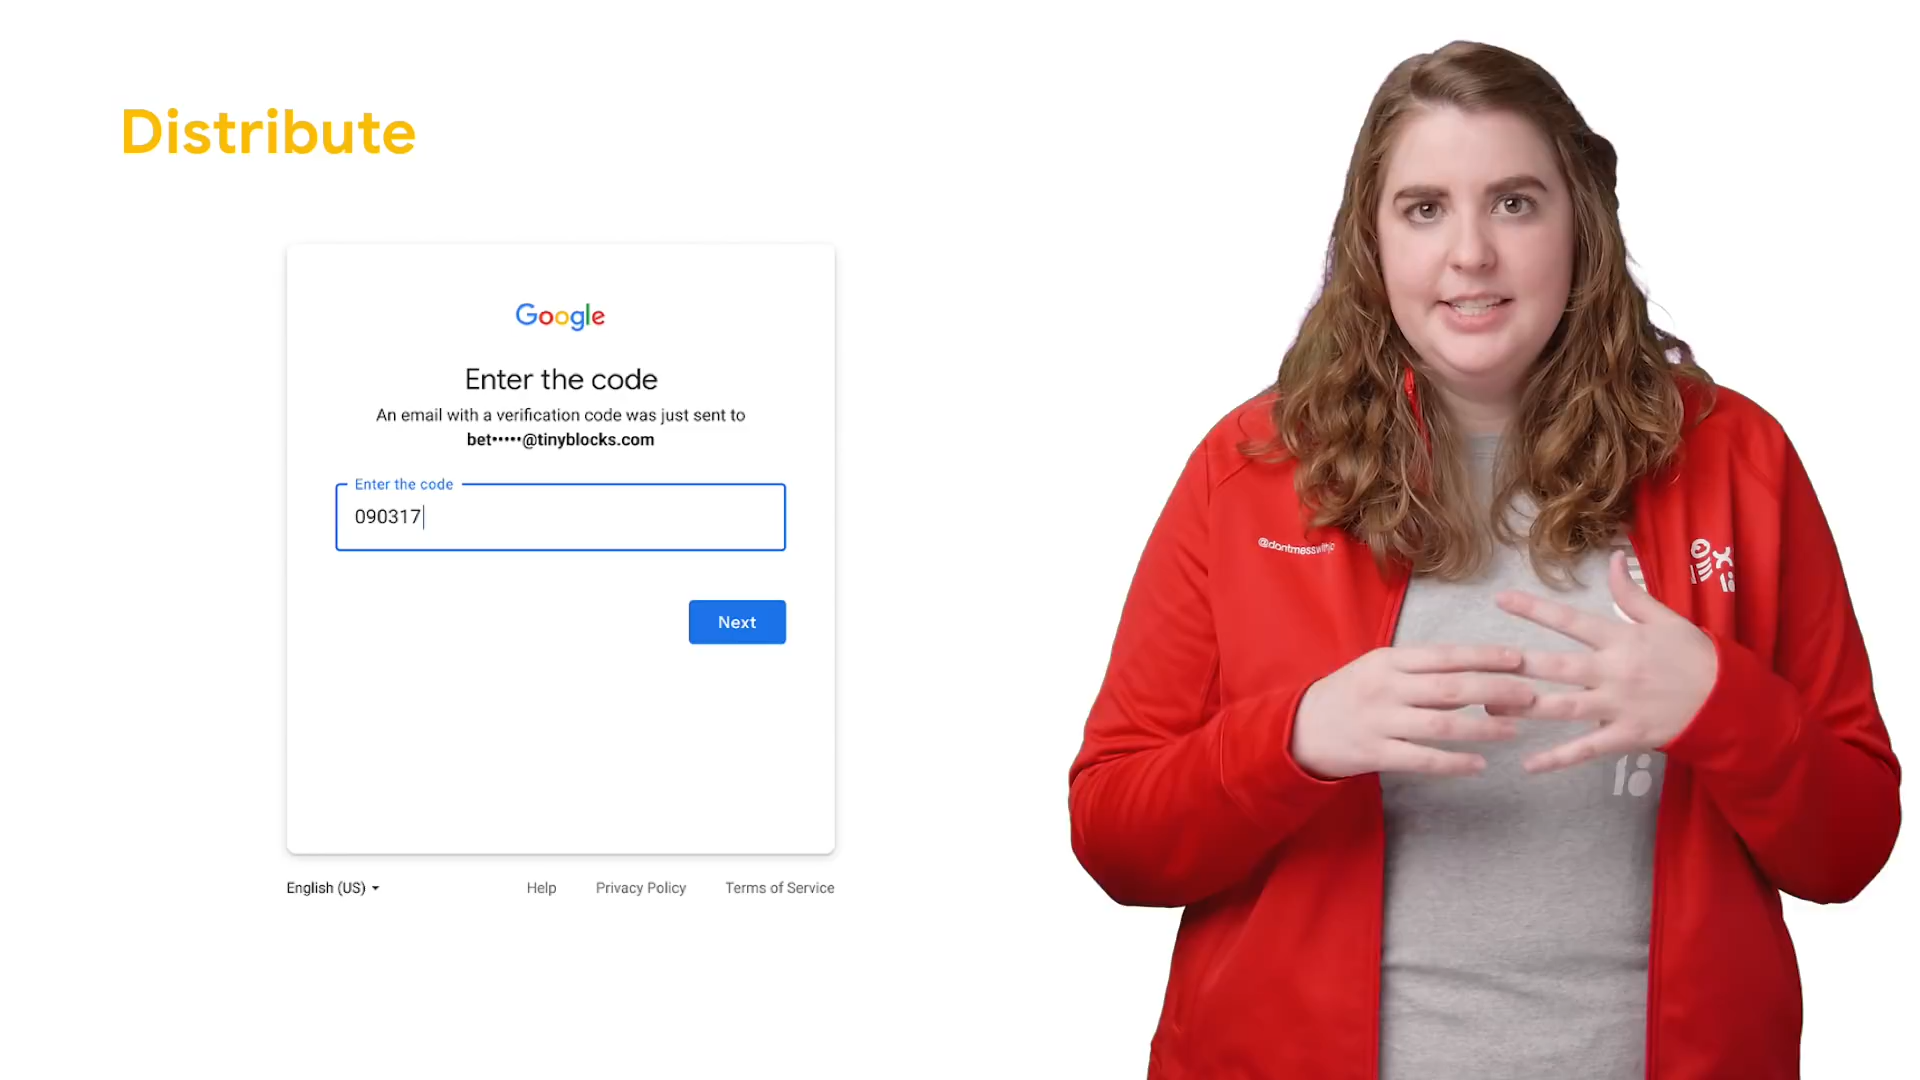 Distribute
Google
Enter the code
An email with a verification code was just sent to
bet•••••@tinyblocks.com
Enter the code
090317
Next
English (US)
Help Privacy Policy Terms of Service
18